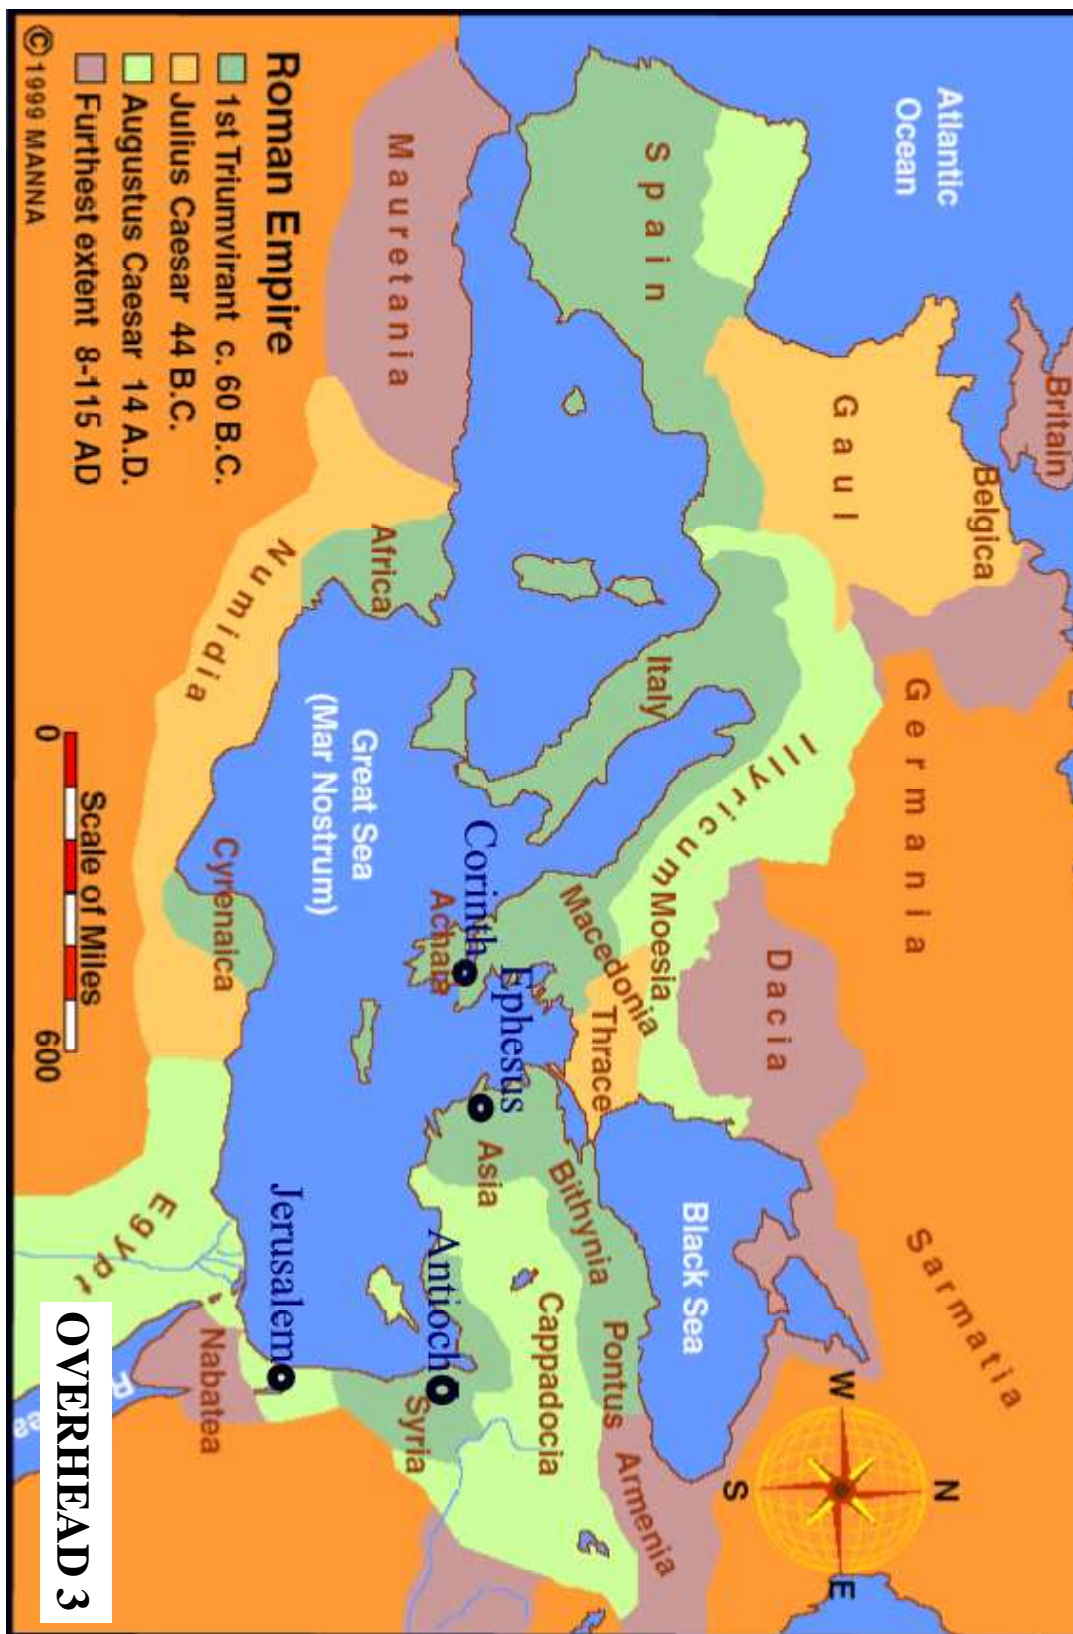 Atlantic
Ocean
Britain
Belgica
Gaul
Spain
Germania
Sarmatia
Dacia
Italy
Illyricum
Moesia
Macedonia
Thrace
Black Sea
Mauretania
Africa
Numidia
Great Sea
(Mar Nostrum)
Corinth
Achaia
Ephesus
Asia
Bithynia
Pontus
Armenia
Cappadocia
Antioch
Syria
Cyrenaica
Egypt
Jerusalem
Nabatea
W
N
S
E
Roman Empire
1st Triumvirant c. 60 B.C.
Julius Caesar 44 B.C.
Augustus Caesar 14 A.D.
Furthest extent 8-115 AD
©1999 MANNA
Scale of Miles
0 600
OVERHEAD 3